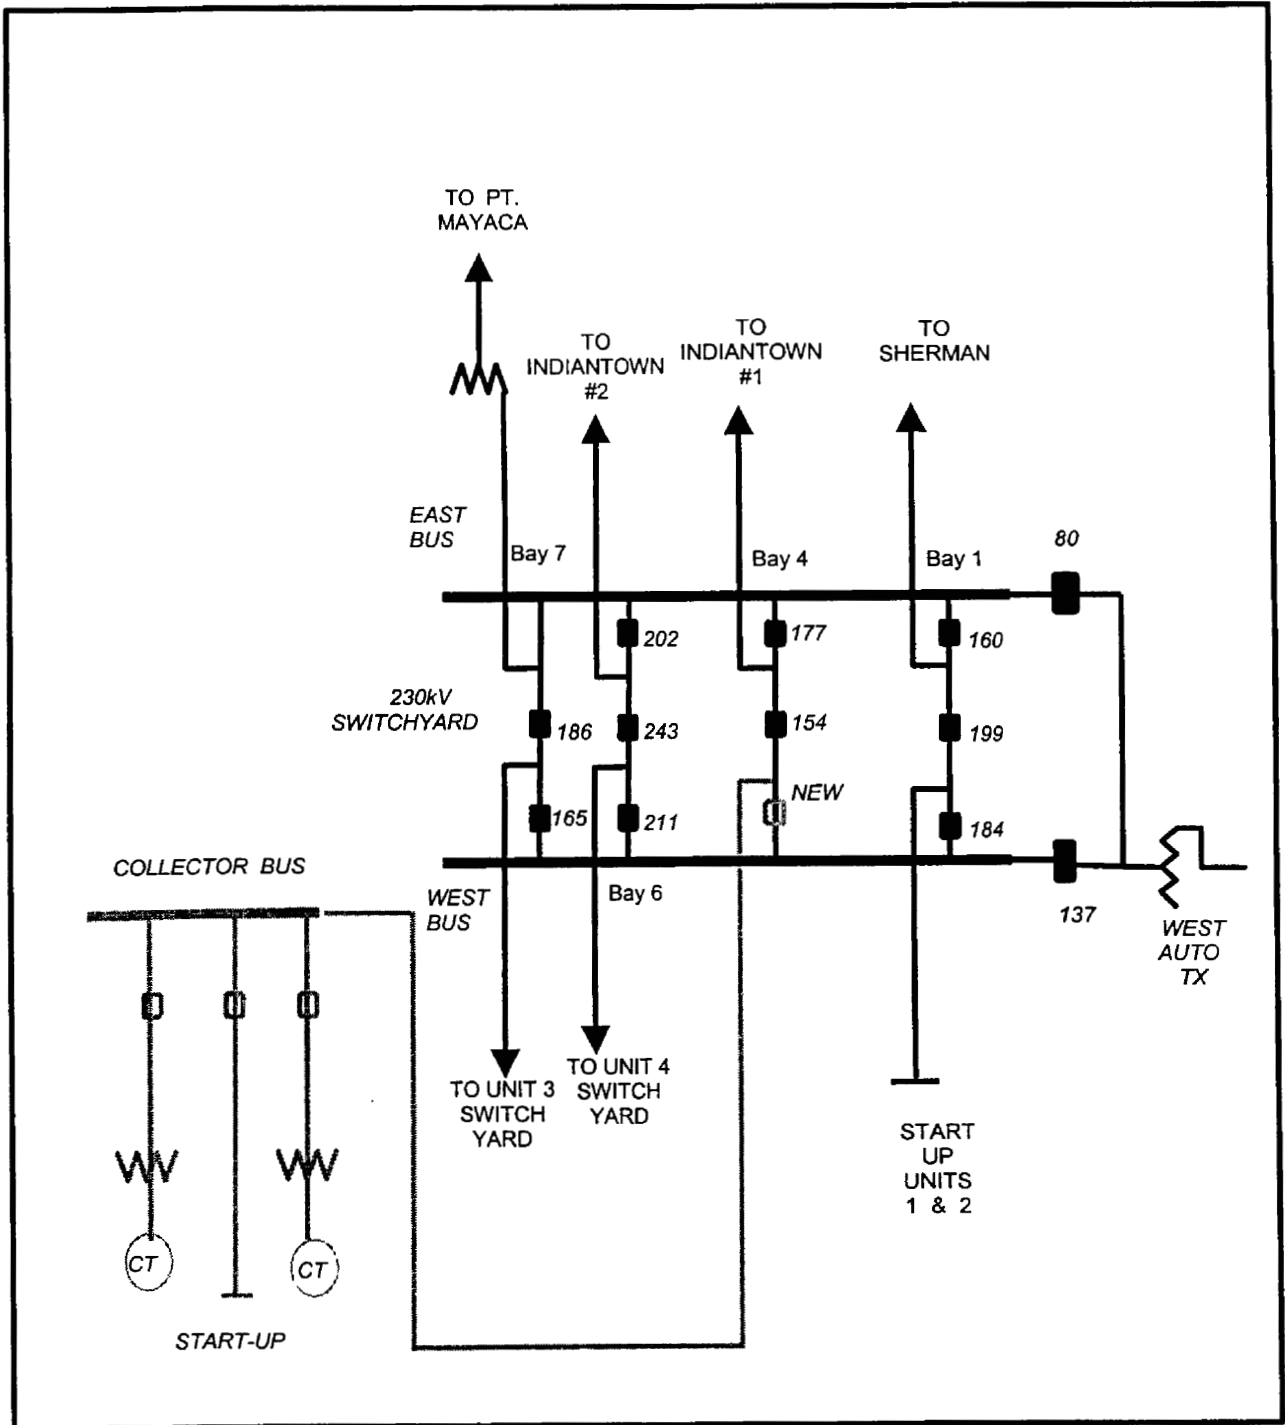 TO PT.
MAYACA
TO
INDIANTOWN
#2
TO
INDIANTOWN
#1
TO
SHERMAN
EAST
BUS
Bay 7
Bay 4
Bay 1
80
202
177
160
230kV
SWITCHYARD
186
243
154
199
NEW
165
211
184
COLLECTOR BUS
WEST
BUS
Bay 6
137
WEST
AUTO
TX
TO UNIT 3
SWITCH
YARD
TO UNIT 4
SWITCH
YARD
START
UP
UNITS
1 & 2
CT
CT
START-UP